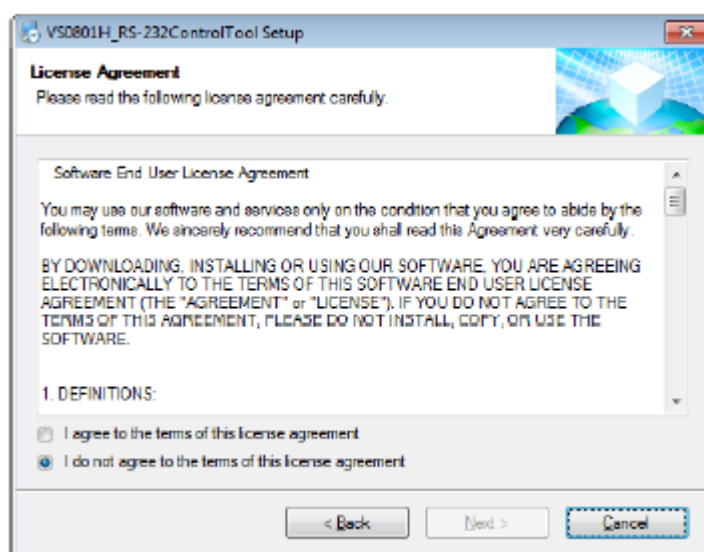 VS0801H_RS-232ControlTool Setup
License Agreement
Please read the following license agreement carefully.
Software End User License Agreement
You may use our software and services only on the condition that you agree to abide by the
following terms. We sincerely recommend that you shall read this Agreement very carefully.
BY DOWNLOADING, INSTALLING OR USING OUR SOFTWARE, YOU ARE AGREEING
ELECTRONICALLY TO THE TERMS OF THIS SOFTWARE END USER LICENSE
AGREEMENT (THE "AGREEMENT" or "LICENSE"). IF YOU DO NOT AGREE TO THE
TERMS OF THIS AGREEMENT, PLEASE DO NOT INSTALL, COPY, OR USE THE
SOFTWARE.
1. DEFINITIONS:
I agree to the terms of this license agreement
I do not agree to the terms of this license agreement
< Back
Next >
Cancel